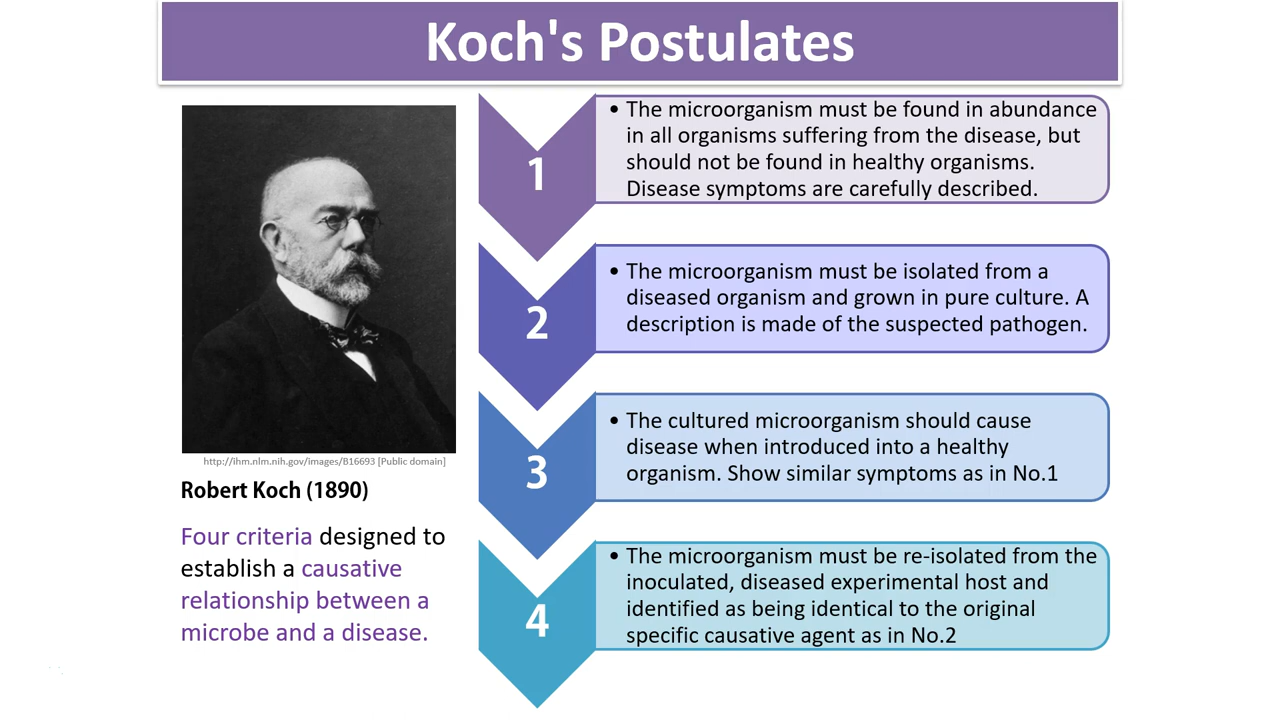 Koch's Postulates
http://ihm.nlm.nih.gov/images/B16693 [Public domain]
Robert Koch (1890)
Four criteria designed to
establish a causative
relationship between a
microbe and a disease.
1
• The microorganism must be found in abundance
in all organisms suffering from the disease, but
should not be found in healthy organisms.
Disease symptoms are carefully described.
2
• The microorganism must be isolated from a
diseased organism and grown in pure culture. A
description is made of the suspected pathogen.
3
• The cultured microorganism should cause
disease when introduced into a healthy
organism. Show similar symptoms as in No.1
4
• The microorganism must be re-isolated from the
inoculated, diseased experimental host and
identified as being identical to the original
specific causative agent as in No.2